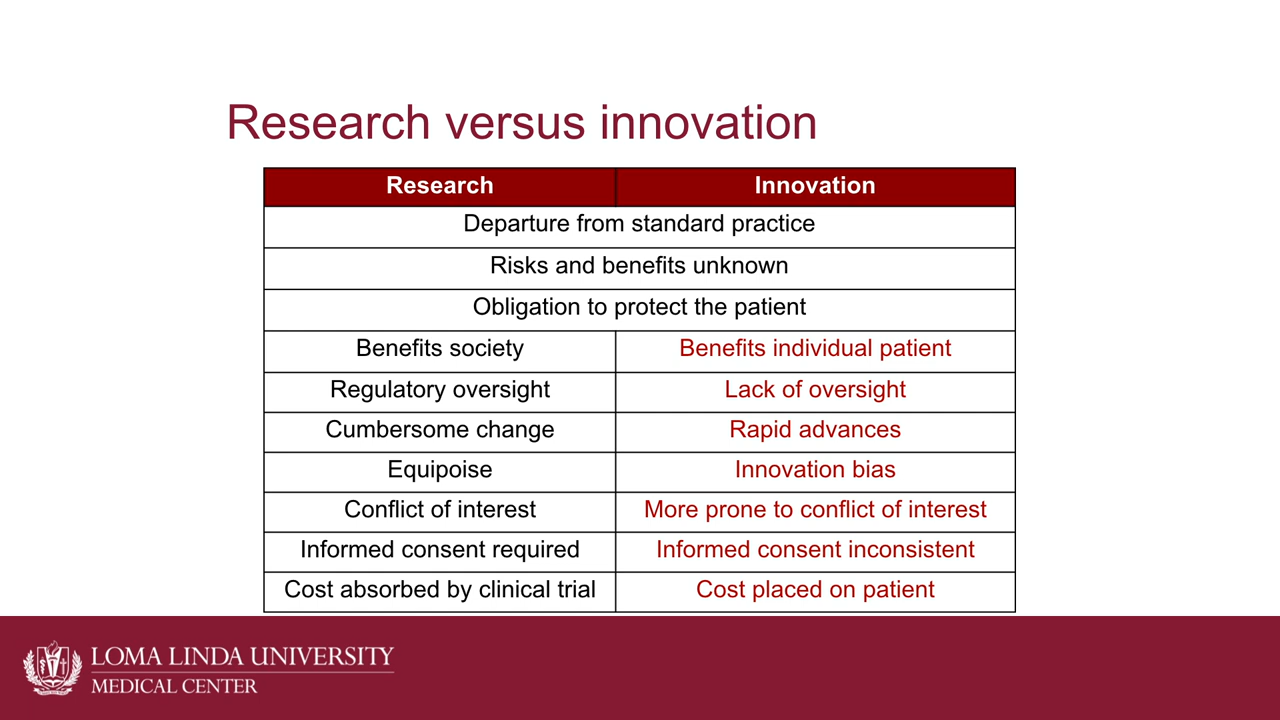 Research versus innovation
Research Innovation
Departure from standard practice
Risks and benefits unknown
Obligation to protect the patient
Benefits society Benefits individual patient
Regulatory oversight Lack of oversight
Cumbersome change Rapid advances
Equipoise Innovation bias
Conflict of interest More prone to conflict of interest
Informed consent required Informed consent inconsistent
Cost absorbed by clinical trial Cost placed on patient
LOMA LINDA UNIVERSITY
MEDICAL CENTER